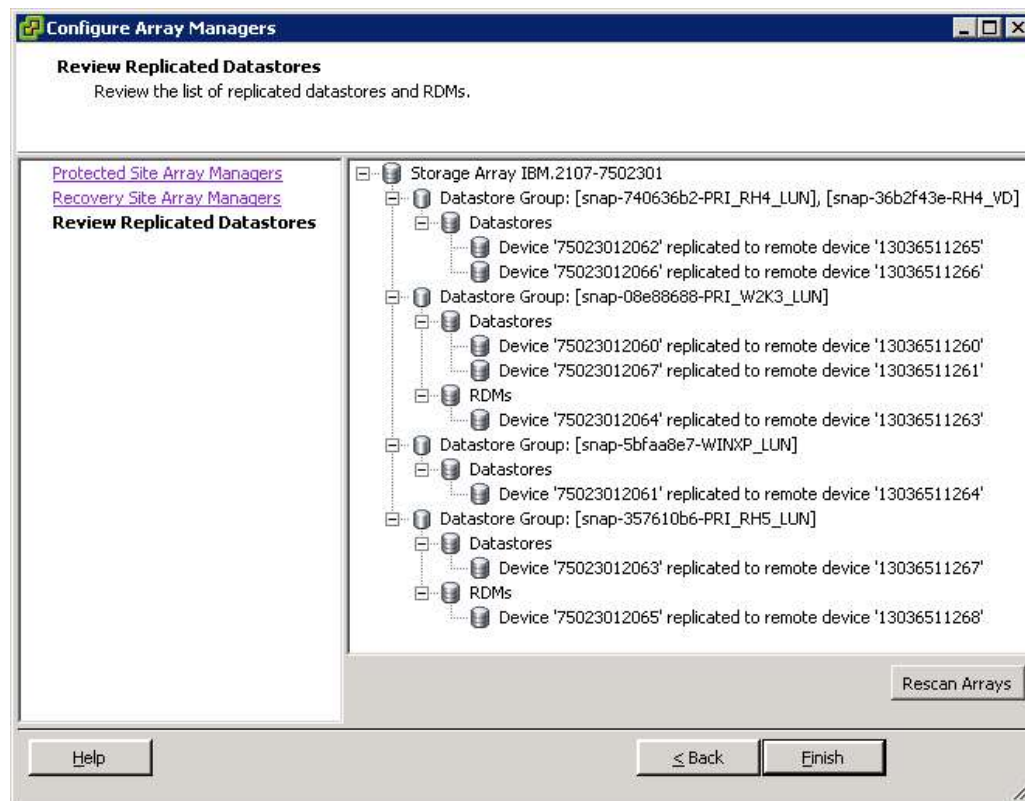 Configure Array Managers
Review Replicated Datastores
Review the list of replicated datastores and RDMs.
Protected Site Array Managers
Recovery Site Array Managers
Review Replicated Datastores
Storage Array IBM.2107-7502301
Datastore Group: [snap-740636b2-PRI_RH4_LUN], [snap-36b2f43e-RH4_VD]
Datastores
Device '75023012062' replicated to remote device '13036511265'
Device '75023012066' replicated to remote device '13036511266'
Datastore Group: [snap-08e88688-PRI_W2K3_LUN]
Datastores
Device '75023012060' replicated to remote device '13036511260'
Device '75023012067' replicated to remote device '13036511261'
RDMs
Device '75023012064' replicated to remote device '13036511263'
Datastore Group: [snap-5bfaa8e7-WINXP_LUN]
Datastores
Device '75023012061' replicated to remote device '13036511264'
Datastore Group: [snap-357610b6-PRI_RH5_LUN]
Datastores
Device '75023012063' replicated to remote device '13036511267'
RDMs
Device '75023012065' replicated to remote device '13036511268'
Rescan Arrays
Help
< Back
Finish